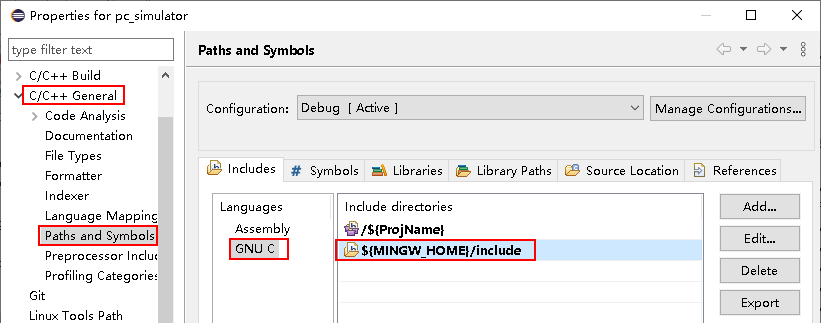 Properties for pc_simulator
type filter text
Paths and Symbols
C/C++ Build
C/C++ General
Code Analysis
Documentation
File Types
Formatter
Indexer
Language Mapping
Paths and Symbols
Preprocessor Inclu
Profiling Categories
Git
Linux Tools Path
Configuration:
Debug [ Active ]
Manage Configurations...
Includes
# Symbols
Libraries
Library Paths
Source Location
References
Languages
Assembly
GNU C
Include directories
/${ProjName}
${MINGW_HOME}/include
Add...
Edit...
Delete
Export